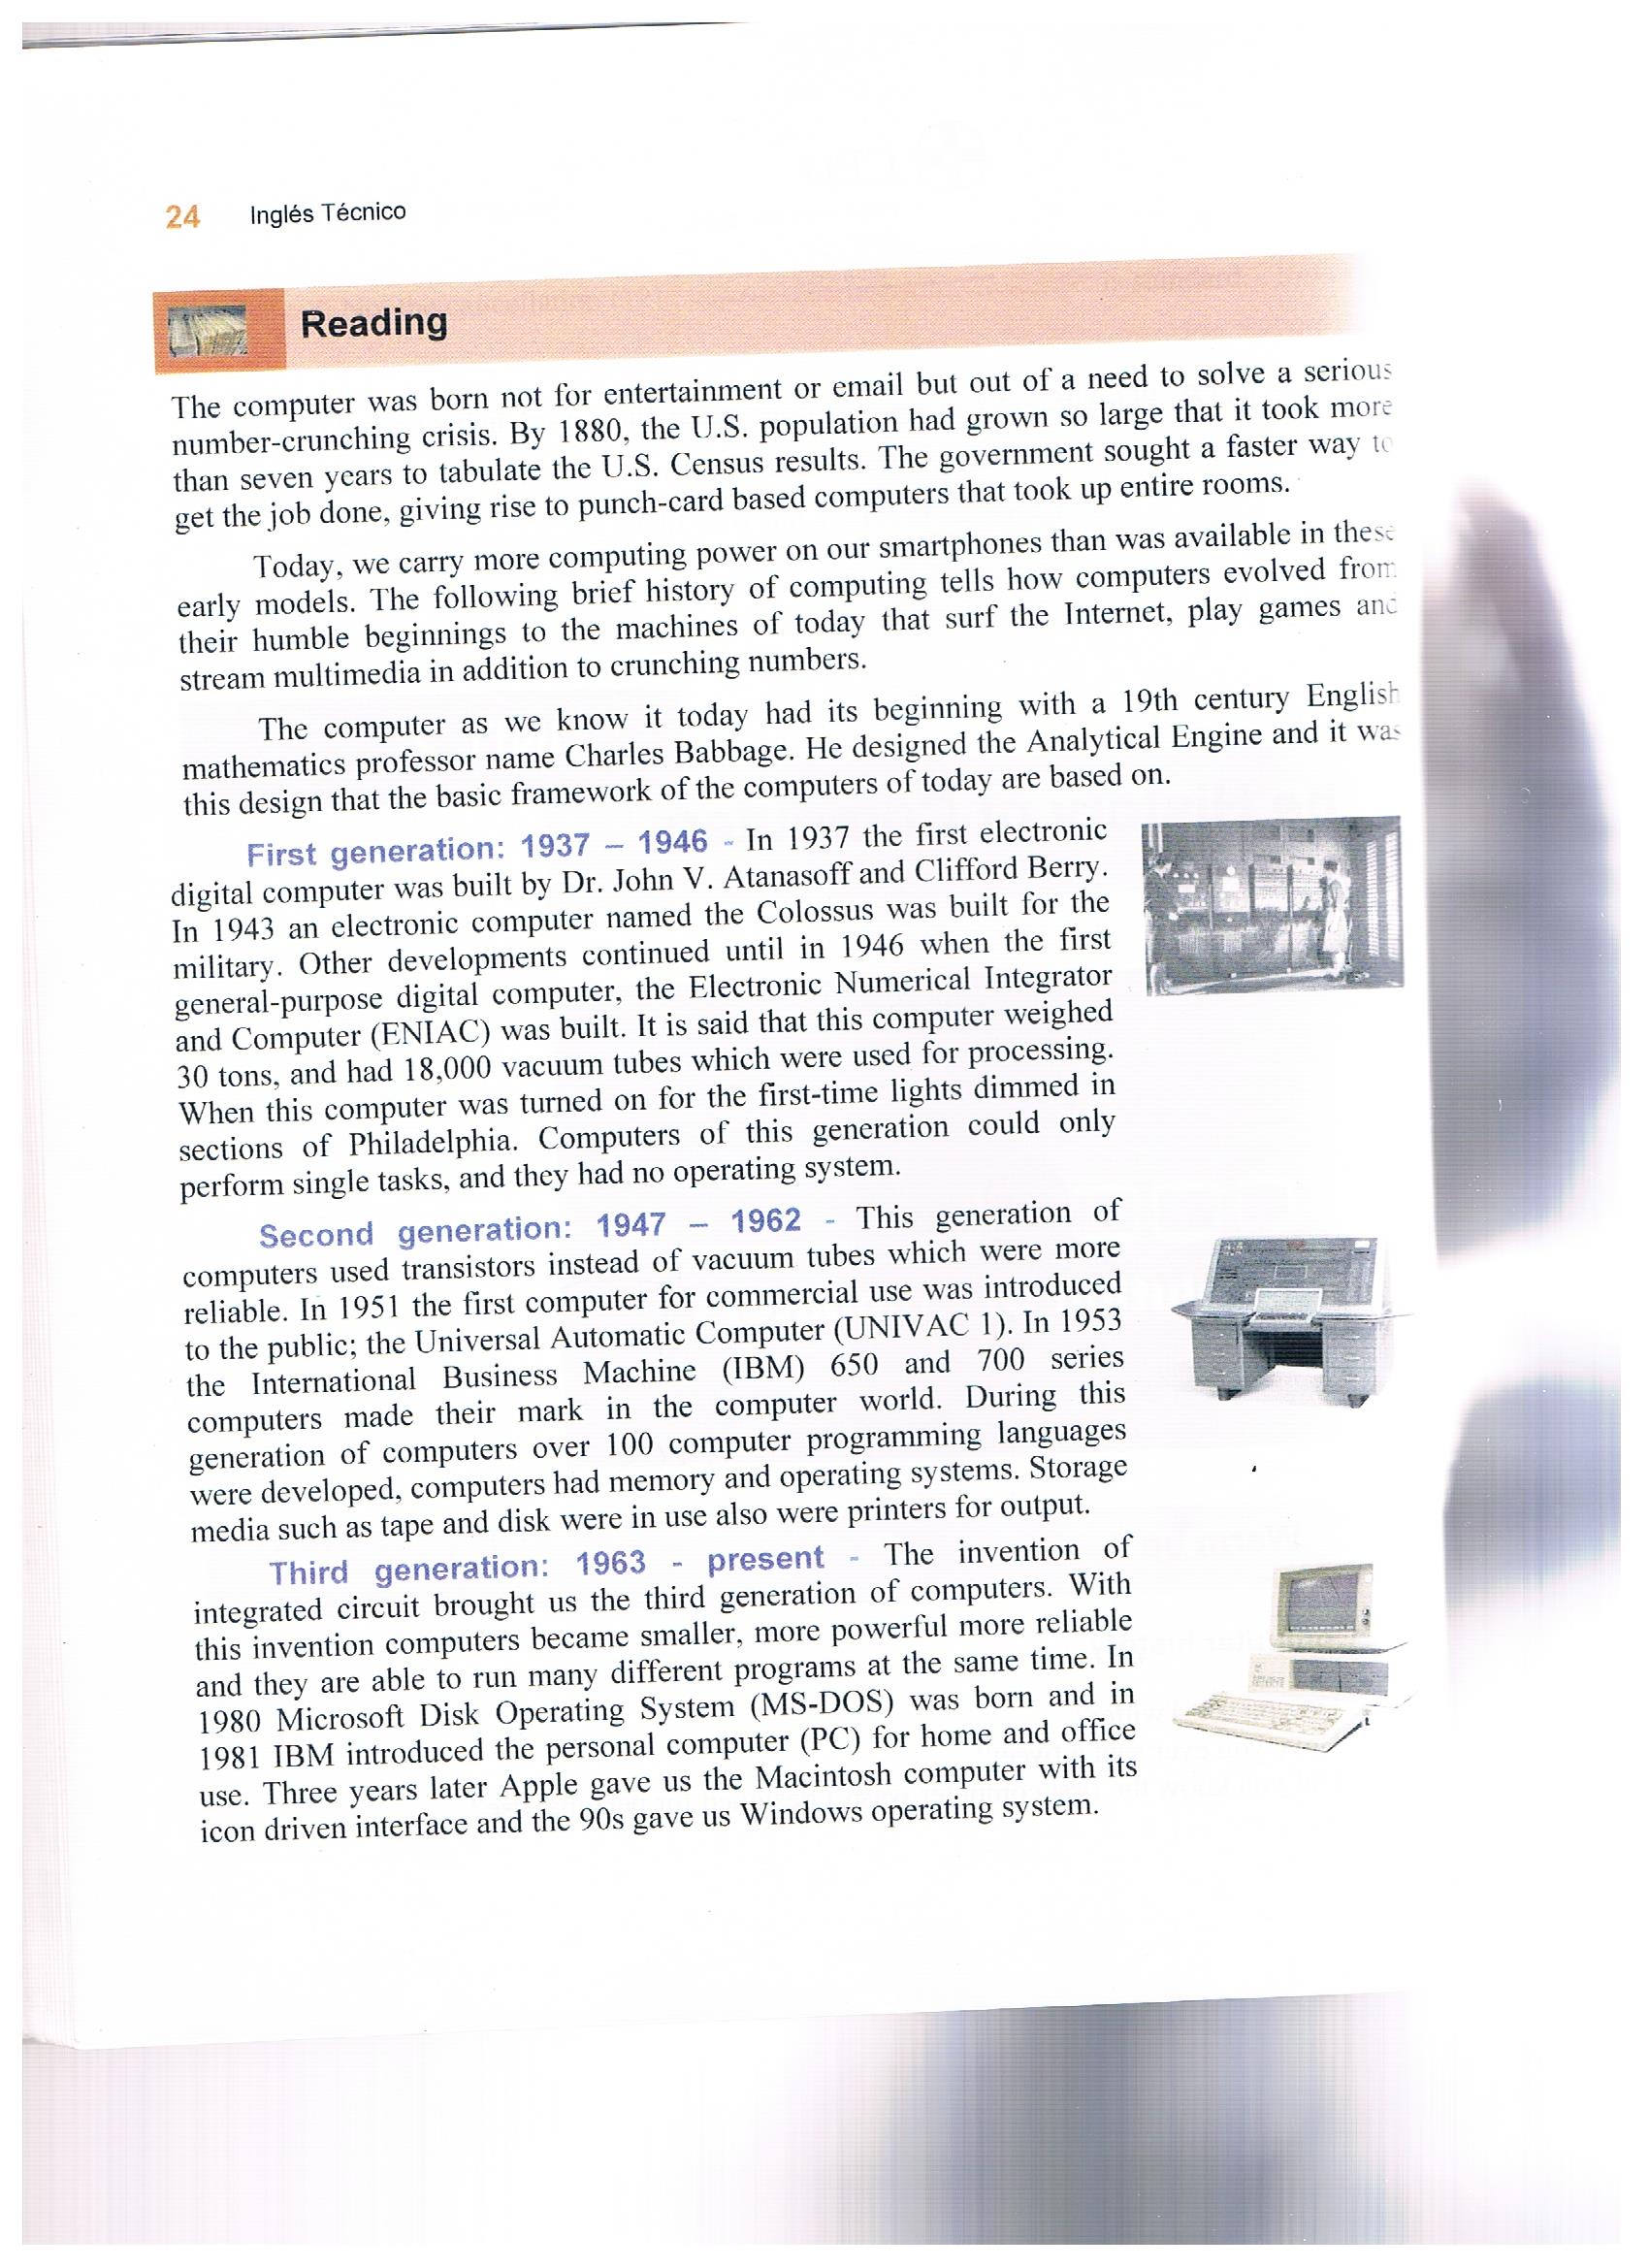 24 Inglés Técnico
Reading
The computer was born not for entertainment or email but out of a need to solve a serious
number-crunching crisis. By 1880, the U.S. population had grown so large that it took more
than seven years to tabulate the U.S. Census results. The government sought a faster way to
get the job done, giving rise to punch-card based computers that took up entire rooms.
Today, we carry more computing power on our smartphones than was available in these
early models. The following brief history of computing tells how computers evolved from
their humble beginnings to the machines of today that surf the Internet, play games and
stream multimedia in addition to crunching numbers.
The computer as we know it today had its beginning with a 19th century English
mathematics professor name Charles Babbage. He designed the Analytical Engine and it was
this design that the basic framework of the computers of today are based on.
First generation: 1937 – 1946 - In 1937 the first electronic
digital computer was built by Dr. John V. Atanasoff and Clifford Berry.
In 1943 an electronic computer named the Colossus was built for the
military. Other developments continued until in 1946 when the first
general-purpose digital computer, the Electronic Numerical Integrator
and Computer (ENIAC) was built. It is said that this computer weighed
30 tons, and had 18,000 vacuum tubes which were used for processing.
When this computer was turned on for the first-time lights dimmed in
sections of Philadelphia. Computers of this generation could only
perform single tasks, and they had no operating system.
Second generation: 1947 – 1962 - This generation of
computers used transistors instead of vacuum tubes which were more
reliable. In 1951 the first computer for commercial use was introduced
to the public; the Universal Automatic Computer (UNIVAC 1). In 1953
the International Business Machine (IBM) 650 and 700 series
computers made their mark in the computer world. During this
generation of computers over 100 computer programming languages
were developed, computers had memory and operating systems. Storage
media such as tape and disk were in use also were printers for output.
Third generation: 1963 - present - The invention of
integrated circuit brought us the third generation of computers. With
this invention computers became smaller, more powerful more reliable
and they are able to run many different programs at the same time. In
1980 Microsoft Disk Operating System (MS-DOS) was born and in
1981 IBM introduced the personal computer (PC) for home and office
use. Three years later Apple gave us the Macintosh computer with its
icon driven interface and the 90s gave us Windows operating system.